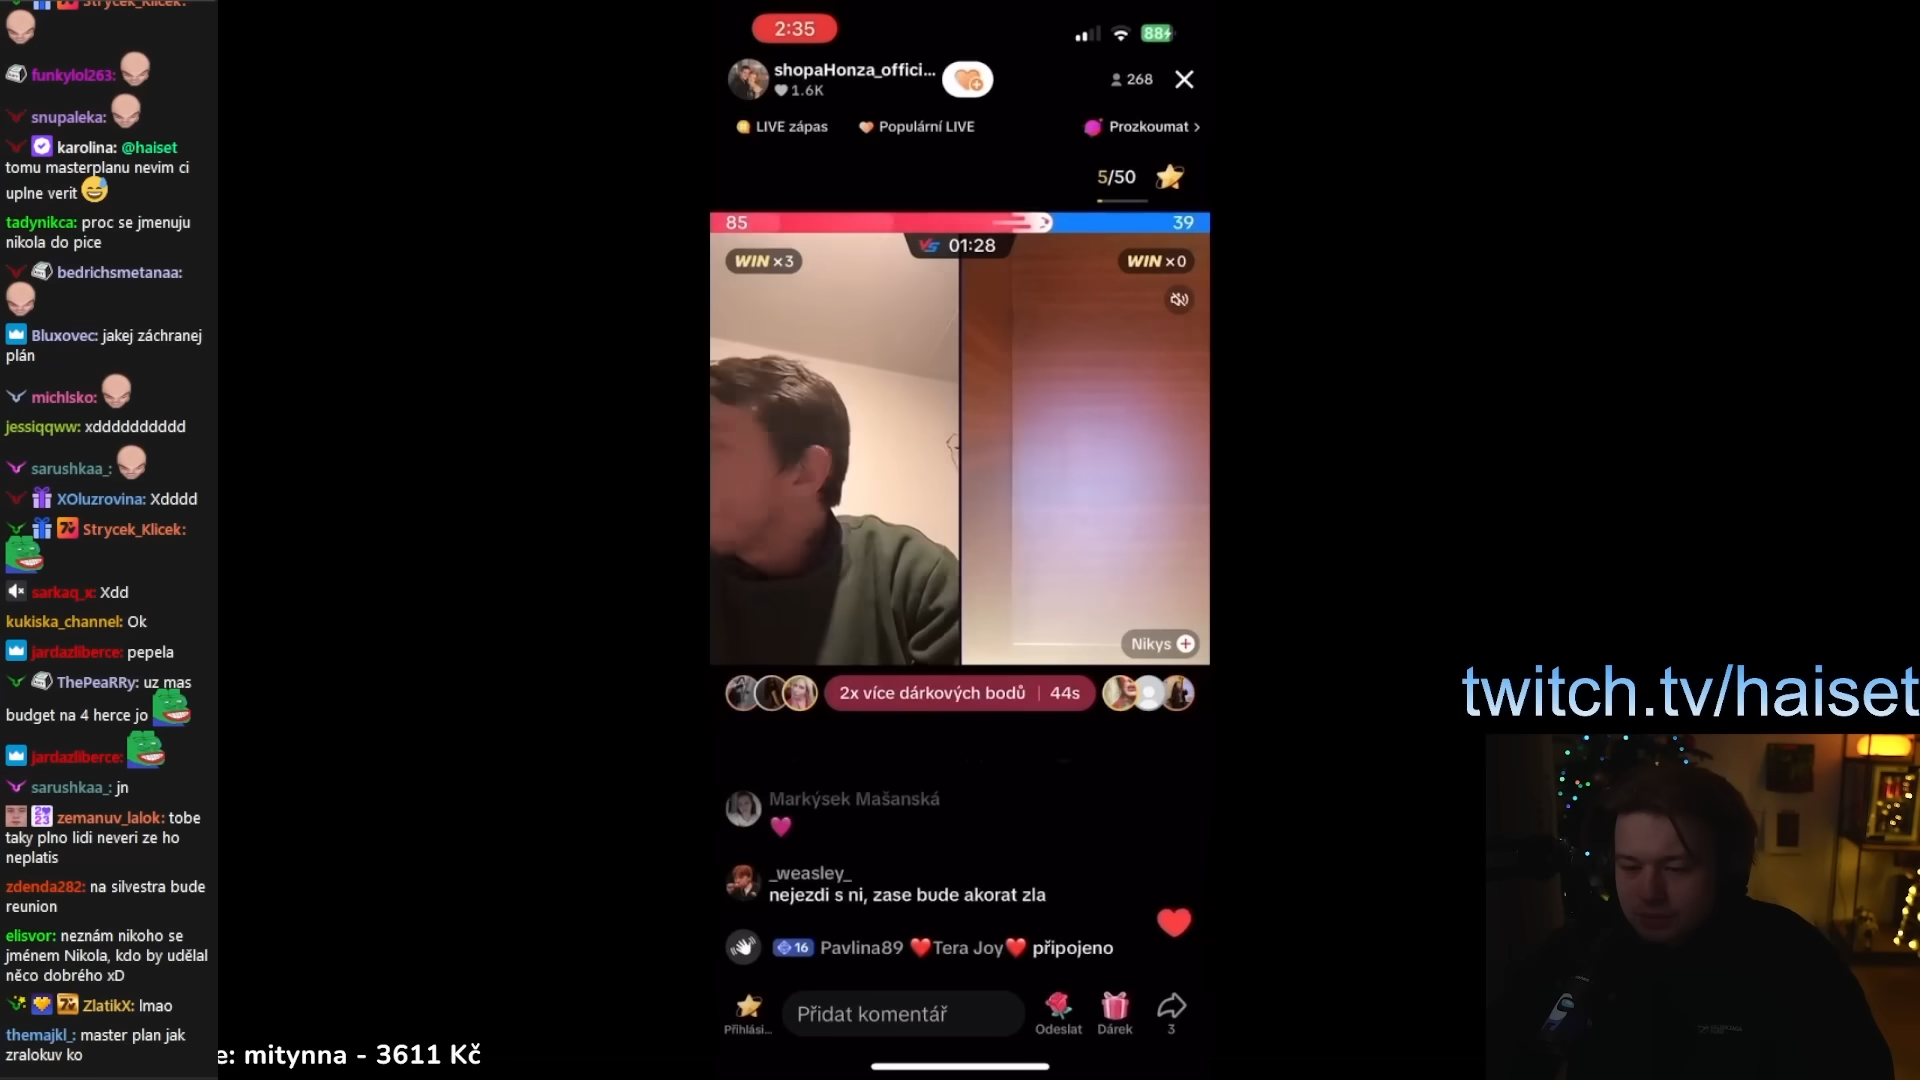 Strycek_Klicek:
funkylol263:
snupaleka:
karolina: @haiset
tomu masterplanu nevim ci
uplne verit
tadynikca: proc se jmenuju
nikola do pice
bedrichsmetanaa:
Bluxovec: jakej záchranej
plán
michlsko:
jessiqqww: xdddddddddd
sarushkaa_:
XOluzrovina: Xdddd
Strycek_Klicek:
sarkaq_x: Xdd
kukiska_channel: Ok
jardazliberce: pepela
ThePeaRRy: uz mas
budget na 4 herce jo
jardazliberce:
sarushkaa_: jn
zemanuv_lalok: tobe
taky plno lidi neveri ze ho
neplatis
zdenda282: na silvestra bude
reunion
elisvor: neznám nikoho se
jménem Nikola, kdo by udělal
něco dobrého xD
ZlatikX: lmao
themajkl_: master plan jak
zralokuv ko
2:35
88
shopaHonza_offici...
1.6K
268
LIVE zápas
Populární LIVE
Prozkoumat >
5/50
85
39
VS 01:28
WIN ×3
WIN ×0
Nikys
2x více dárkových bodů | 44s
Markýsek Mašanská
_weasley_
nejezdi s ni, zase bude akorat zla
16 Pavlina89 ❤️Tera Joy❤️ připojeno
Přihlási...
Přidat komentář
Odeslat
Dárek
3
e: mitynna - 3611 Kč
twitch.tv/haiset